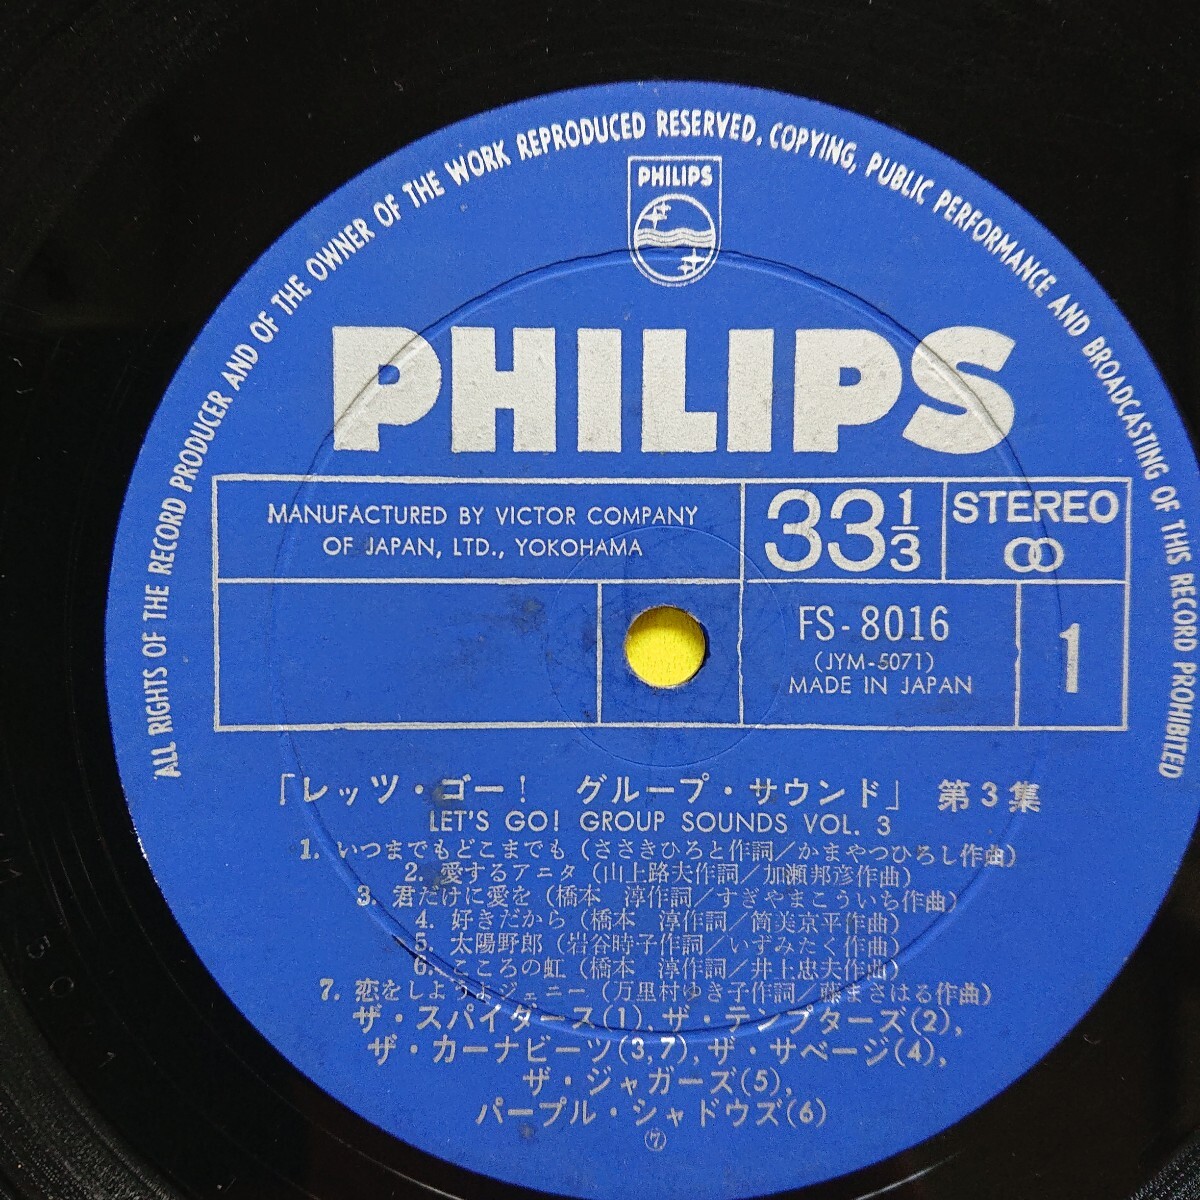 ALL RIGHTS OF THE RECORD PRODUCER AND OF THE OWNER OF THE WORK REPRODUCED RESERVED. COPYING, PUBLIC PERFORMANCE AND BROADCASTING OF THIS RECORD PROHIBITED
PHILIPS
PHILIPS
MANUFACTURED BY VICTOR COMPANY
OF JAPAN, LTD., YOKOHAMA
33 1/3
STEREO
FS-8016
(JYM-5071)
MADE IN JAPAN
1
「レッツ・ゴー! グループ・サウンド」 第3集
LET'S GO! GROUP SOUNDS VOL. 3
1. いつまでもどこまでも (ささきひろと作詞/かまやつひろし作曲)
2. 愛するアニタ (山上路夫作詞/加瀬邦彦作曲)
3. 君だけに愛を (橋本 淳作詞/すぎやまこういち作曲)
4. 好きだから (橋本 淳作詞/筒美京平作曲)
5. 太陽野郎 (岩谷時子作詞/いずみたく作曲)
6. こころの虹 (橋本 淳作詞/井上忠夫作曲)
7. 恋をしようよジェニー (万里村ゆき子作詞/藤まさはる作曲)
ザ・スパイダース(1), ザ・テンプターズ(2),
ザ・カーナビーツ(3,7), ザ・サベージ(4),
ザ・ジャガーズ(5),
パープル・シャドウズ(6)
⑦